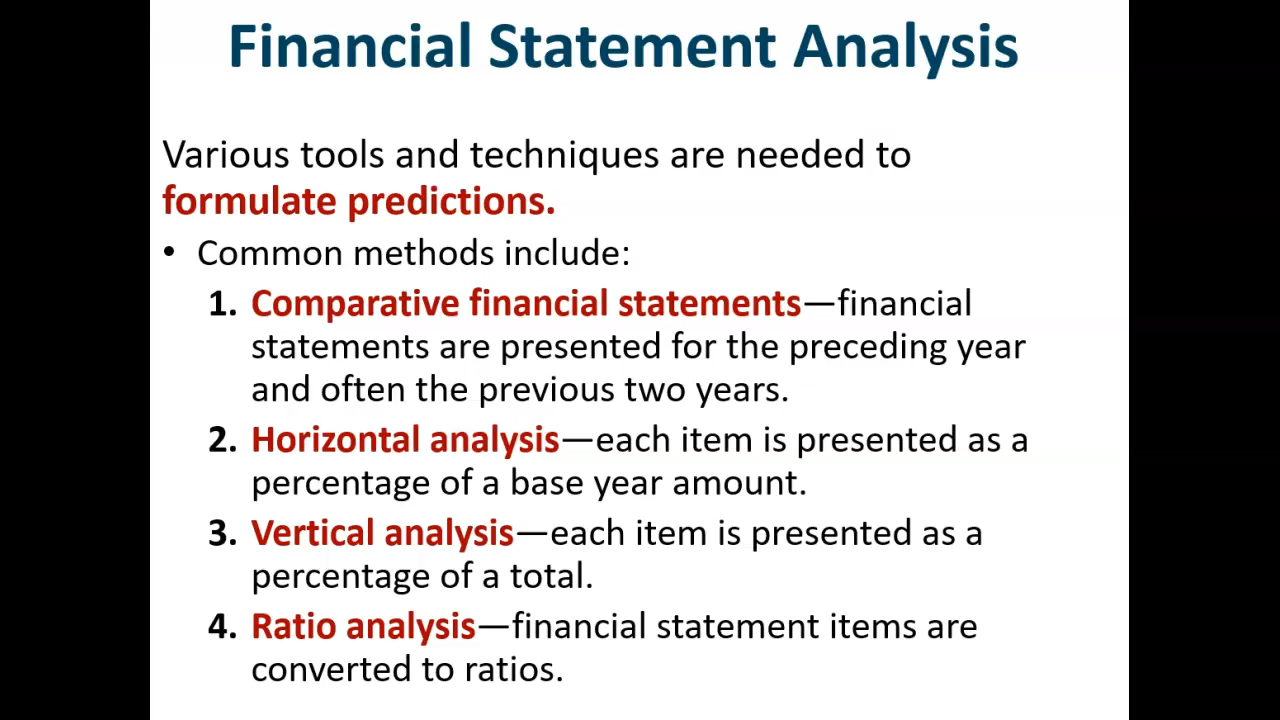 Financial Statement Analysis
Various tools and techniques are needed to
formulate predictions.
• Common methods include:
1. Comparative financial statements—financial
statements are presented for the preceding year
and often the previous two years.
2. Horizontal analysis—each item is presented as a
percentage of a base year amount.
3. Vertical analysis—each item is presented as a
percentage of a total.
4. Ratio analysis—financial statement items are
converted to ratios.